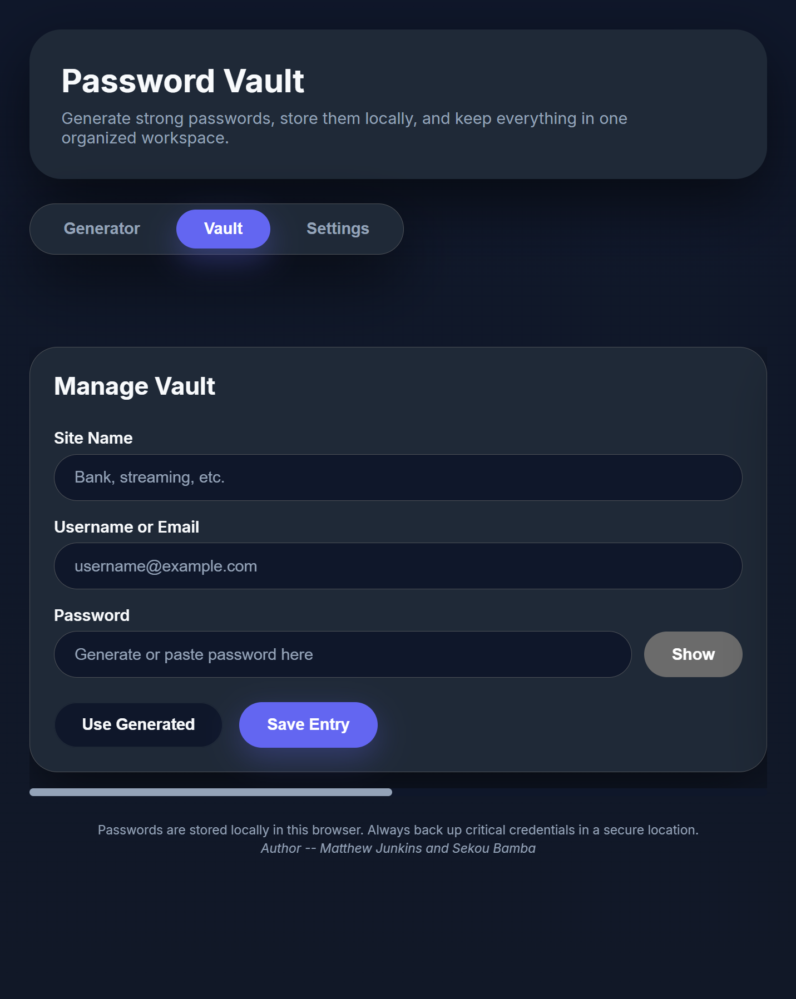 Password Vault
Generate strong passwords, store them locally, and keep everything in one
organized workspace.
Generator
Vault
Settings
Manage Vault
Site Name
Bank, streaming, etc.
Username or Email
username@example.com
Password
Generate or paste password here
Show
Use Generated
Save Entry
Passwords are stored locally in this browser. Always back up critical credentials in a secure location.
Author -- Matthew Junkins and Sekou Bamba